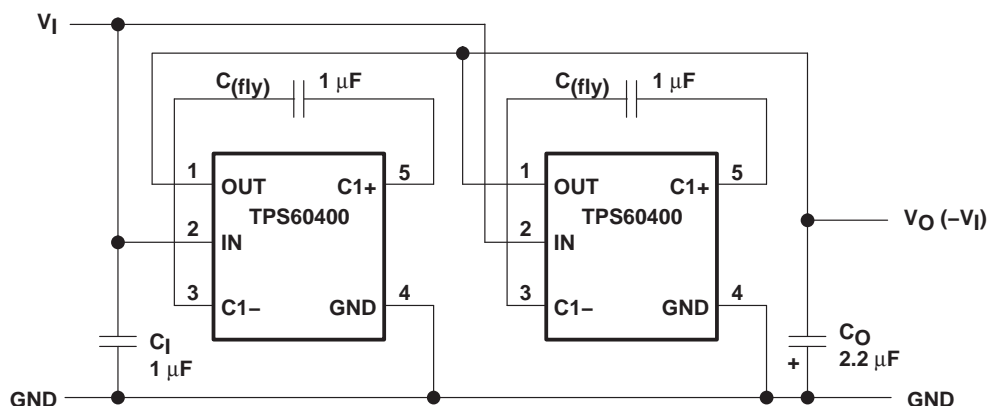 VI
C(fly) 1 μF
C(fly) 1 μF
1 OUT C1+ 5
TPS60400
2 IN
3 C1− GND 4
1 OUT C1+ 5
TPS60400
2 IN
3 C1− GND 4
VO (−VI)
CI
1 μF
CO
+ 2.2 μF
GND
GND